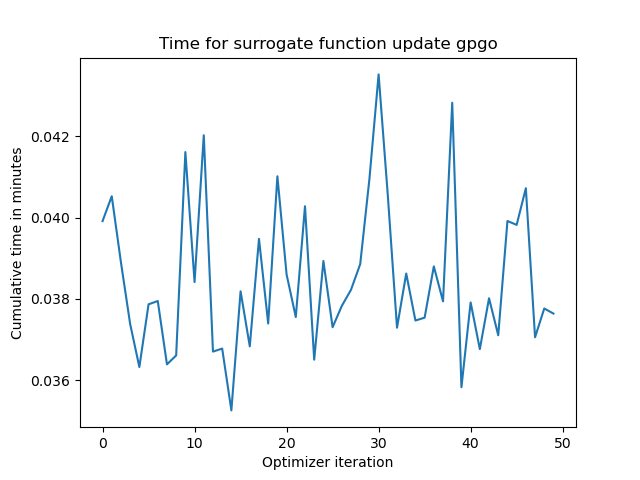 Time for surrogate function update gpgo
Cumulative time in minutes
0.042
0.040
0.038
0.036
0 10 20 30 40 50
Optimizer iteration